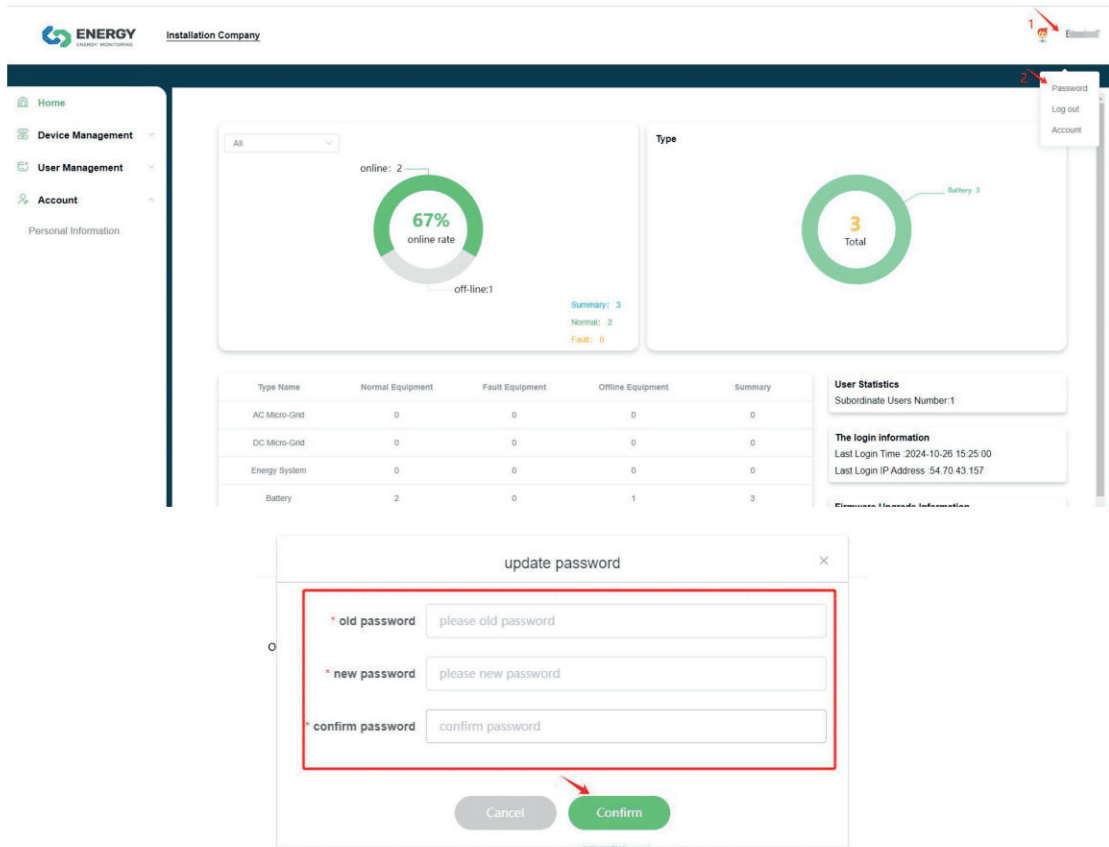 ENERGY
ENERGY MONITORING
Installation Company
1
2
Password
Log out
Account
Home
Device Management
User Management
Account
Personal Information
All
online: 2
67%
online rate
off-line:1
Summary: 3
Normal: 2
Fault: 0
Type
Battery 3
3
Total
Type Name Normal Equipment Fault Equipment Offline Equipment Summary
AC Micro-Grid 0 0 0 0
DC Micro-Grid 0 0 0 0
Energy System 0 0 0 0
Battery 2 0 1 3
User Statistics
Subordinate Users Number:1
The login information
Last Login Time :2024-10-26 15:25:00
Last Login IP Address :54.70.43.157
Firmware Upgrade Information
update password
* old password please old password
* new password please new password
* confirm password confirm password
Cancel Confirm